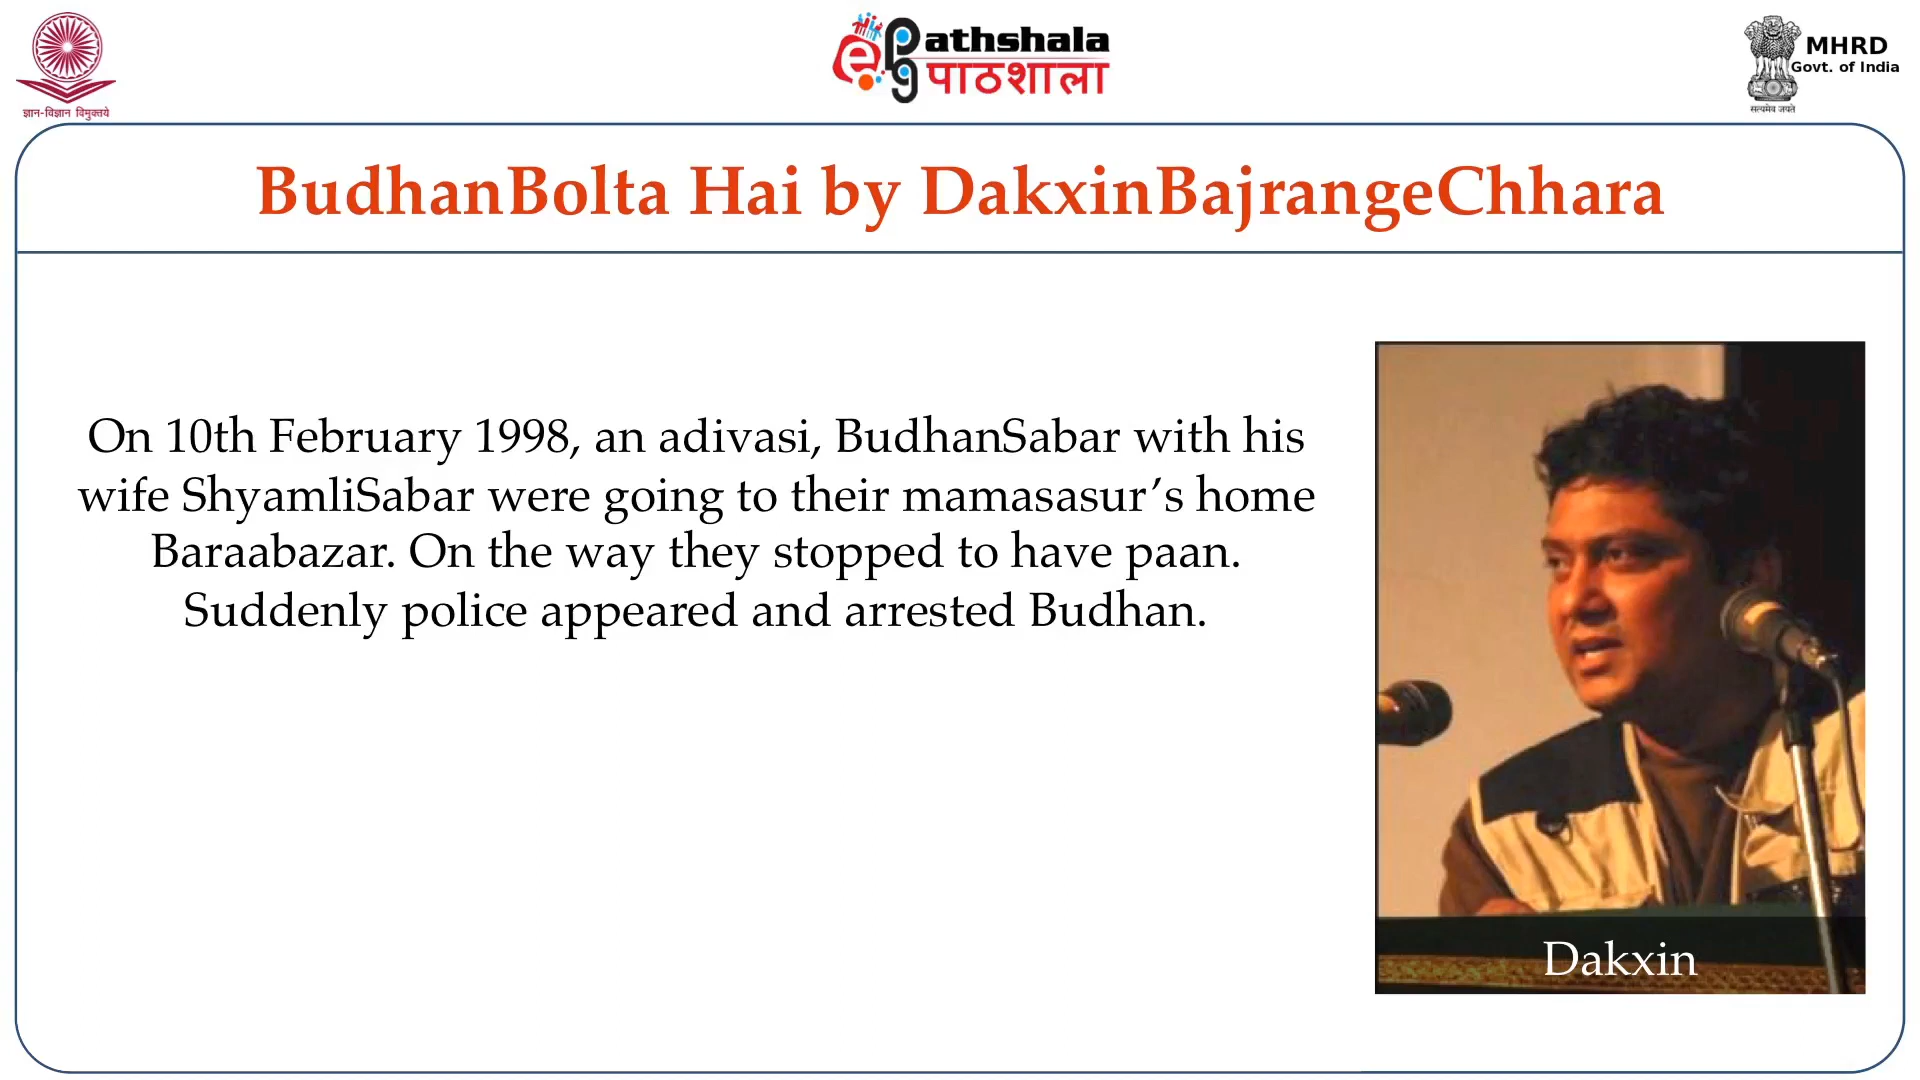 ज्ञान-विज्ञान विमुक्तये
ePathshala
पाठशाला
MHRD
Govt. of India
सत्यमेव जयते
BudhanBolta Hai by DakxinBajrangeChhara
On 10th February 1998, an adivasi, BudhanSabar with his
wife ShyamliSabar were going to their mamasasur’s home
Baraabazar. On the way they stopped to have paan.
Suddenly police appeared and arrested Budhan.
Dakxin